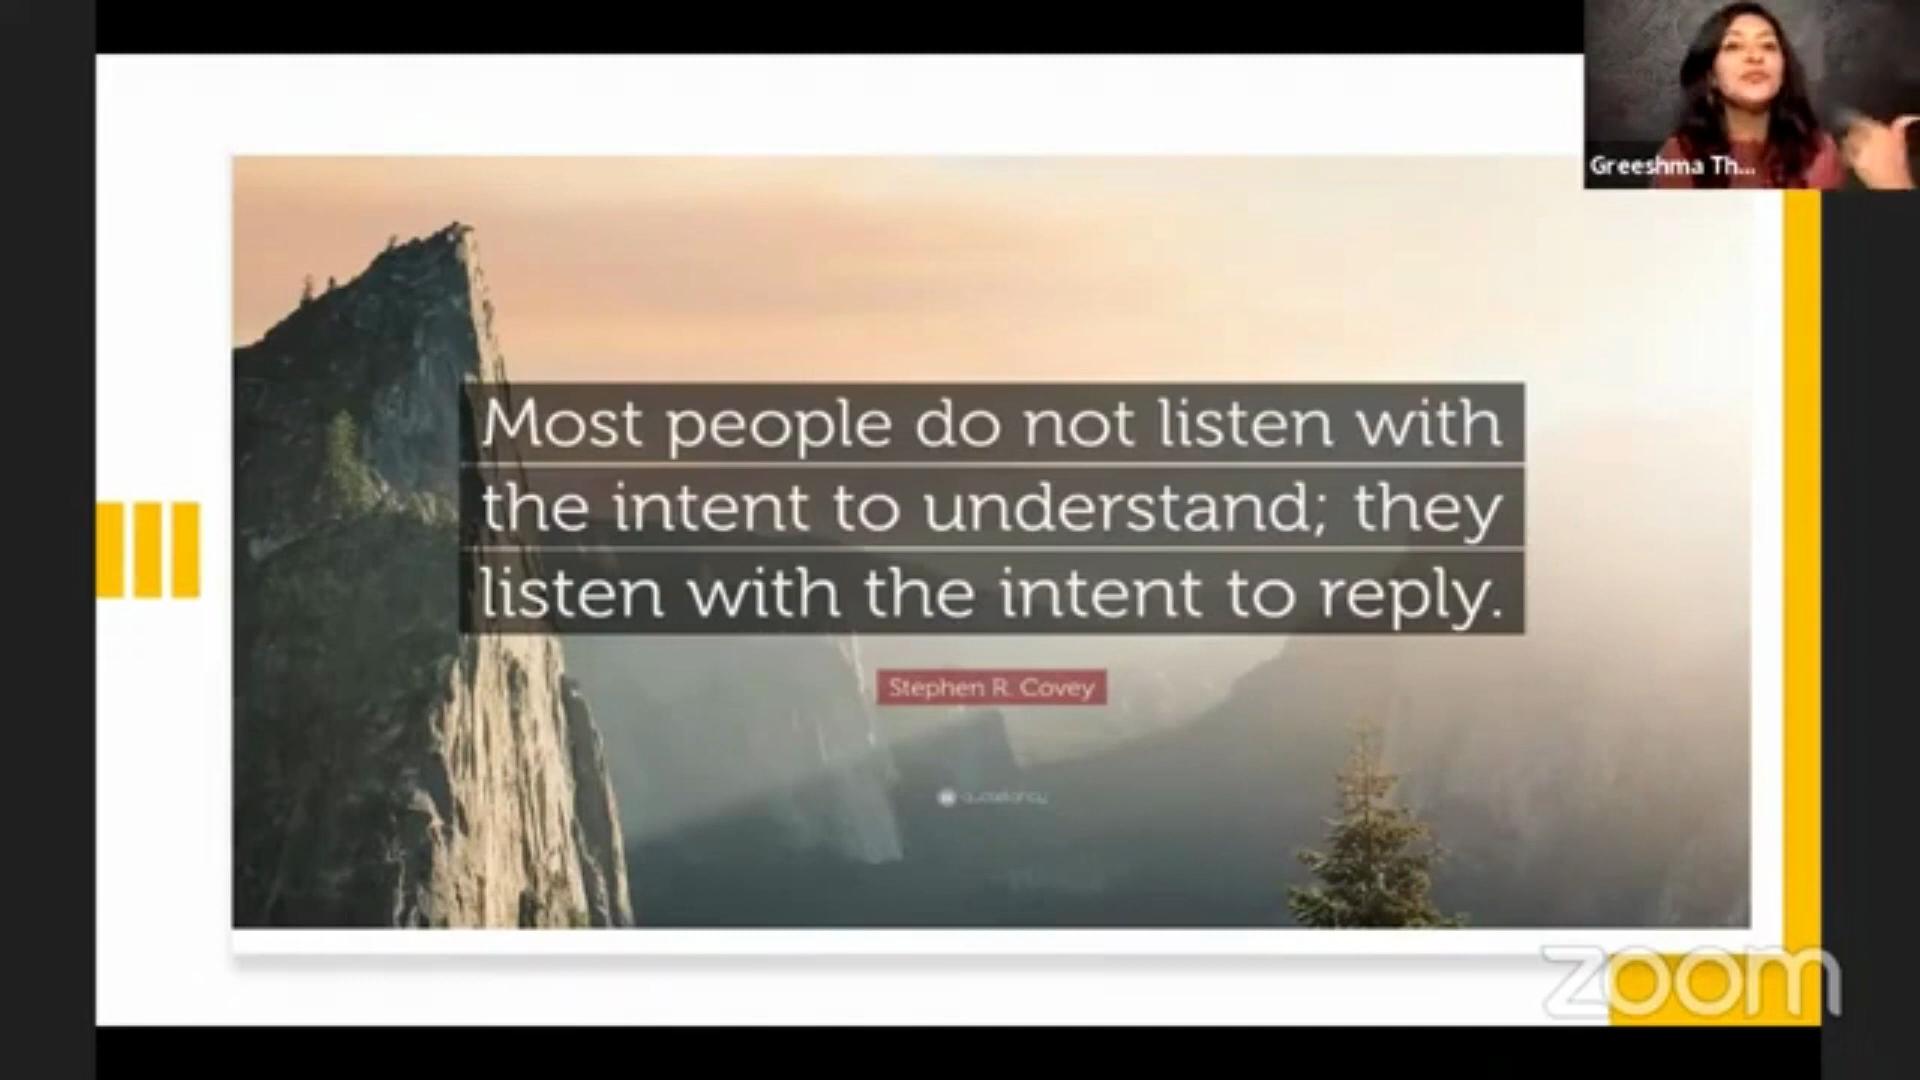 Greeshma Th...
Most people do not listen with
the intent to understand; they
listen with the intent to reply.
Stephen R. Covey
quotefancy
zoom